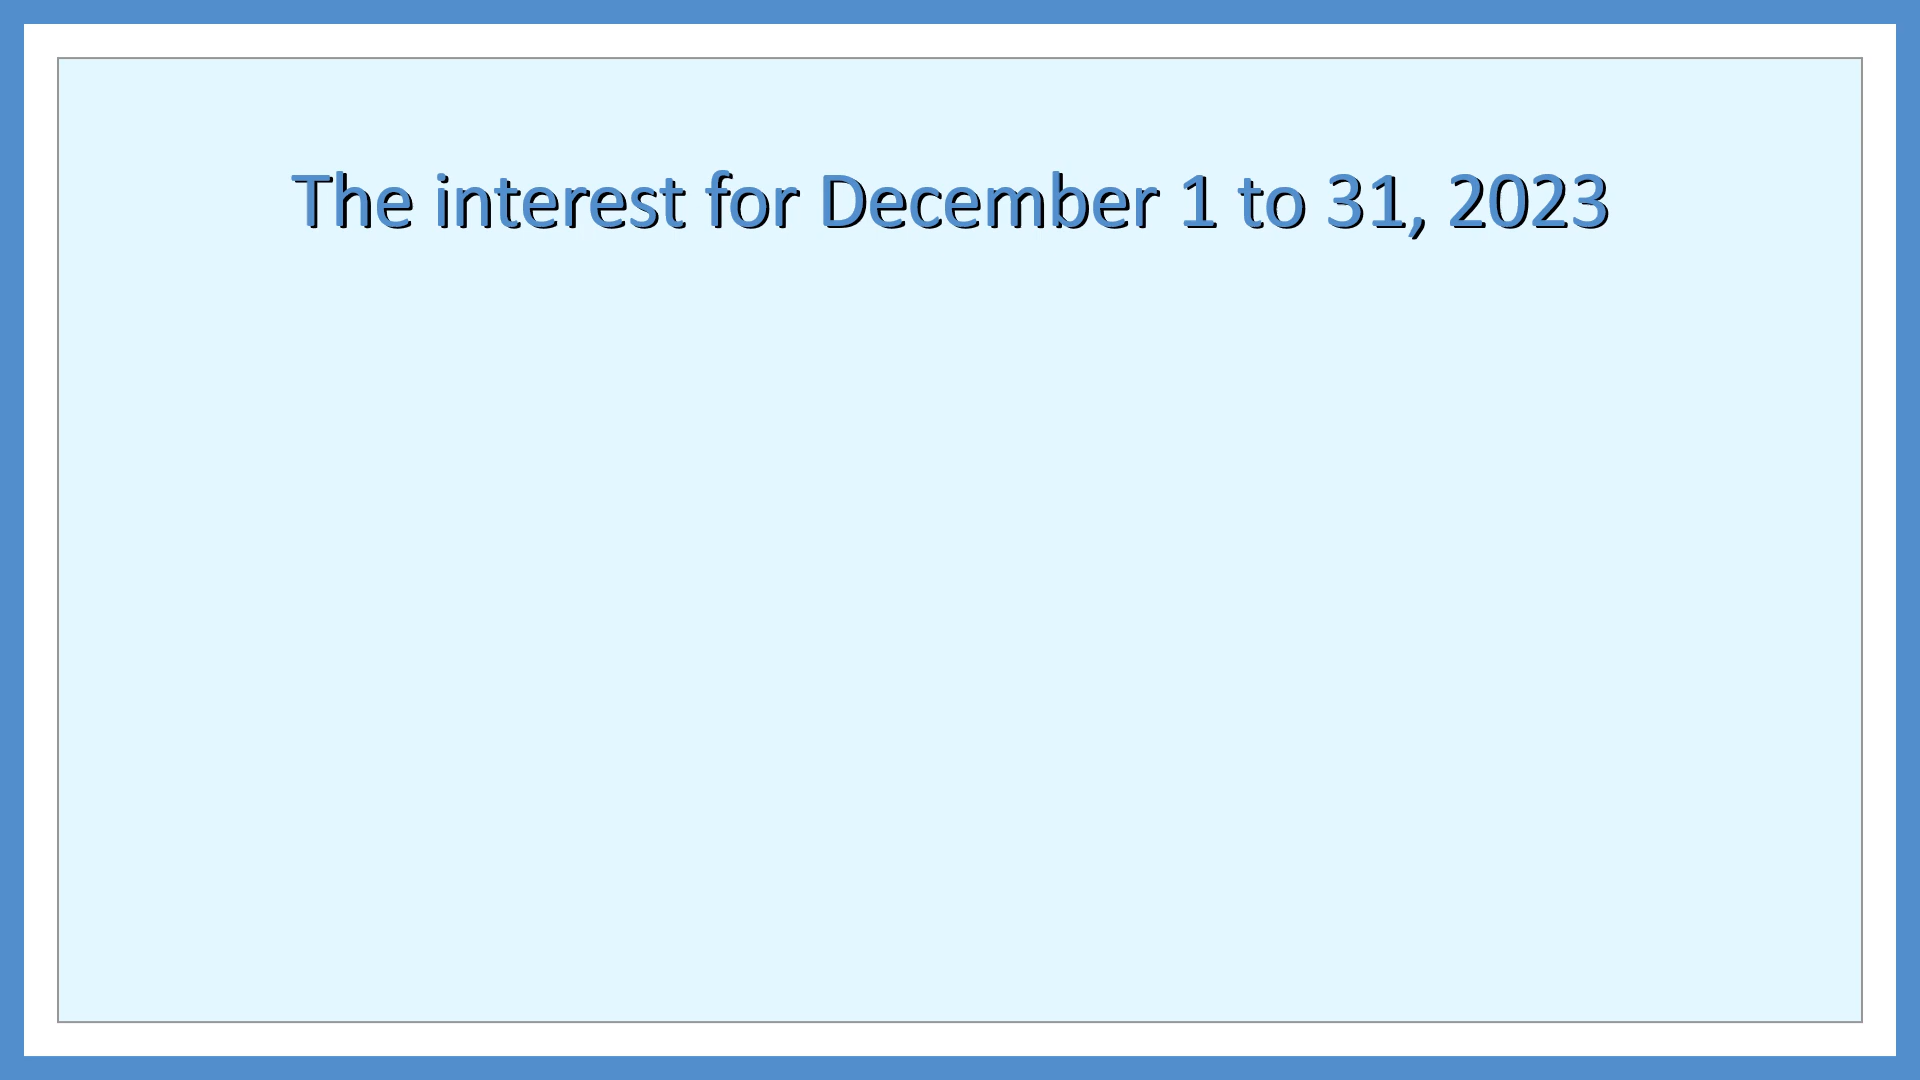 The interest for December 1 to 31, 2023